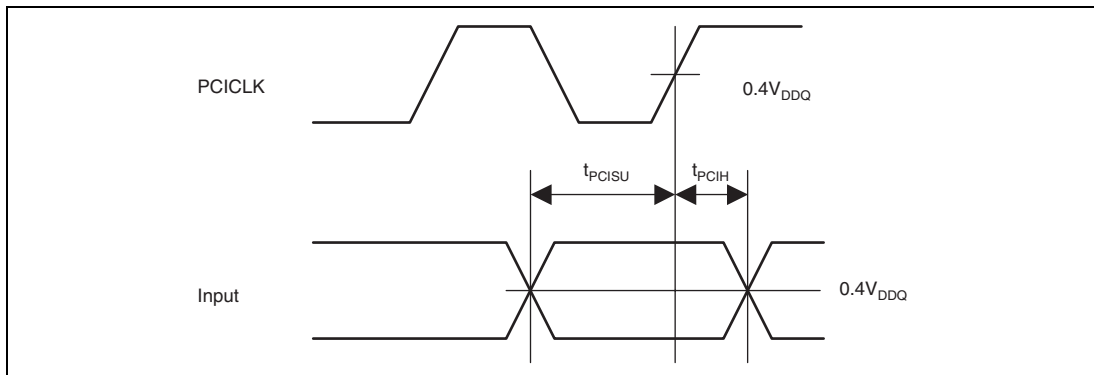 PCICLK
0.4VDDQ
tPCISU
tPCIH
Input
0.4VDDQ